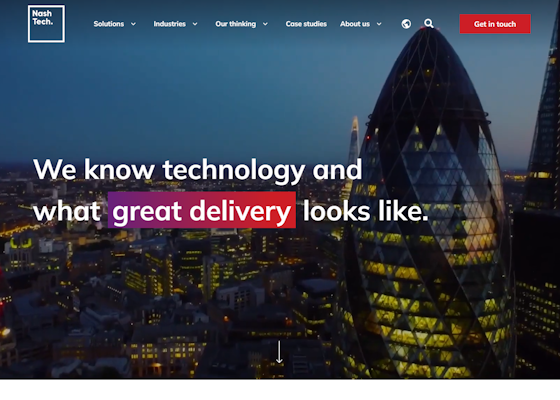 Nash
Tech.
Solutions
Industries
Our thinking
Case studies
About us
Get in touch
We know technology and
what great delivery looks like.